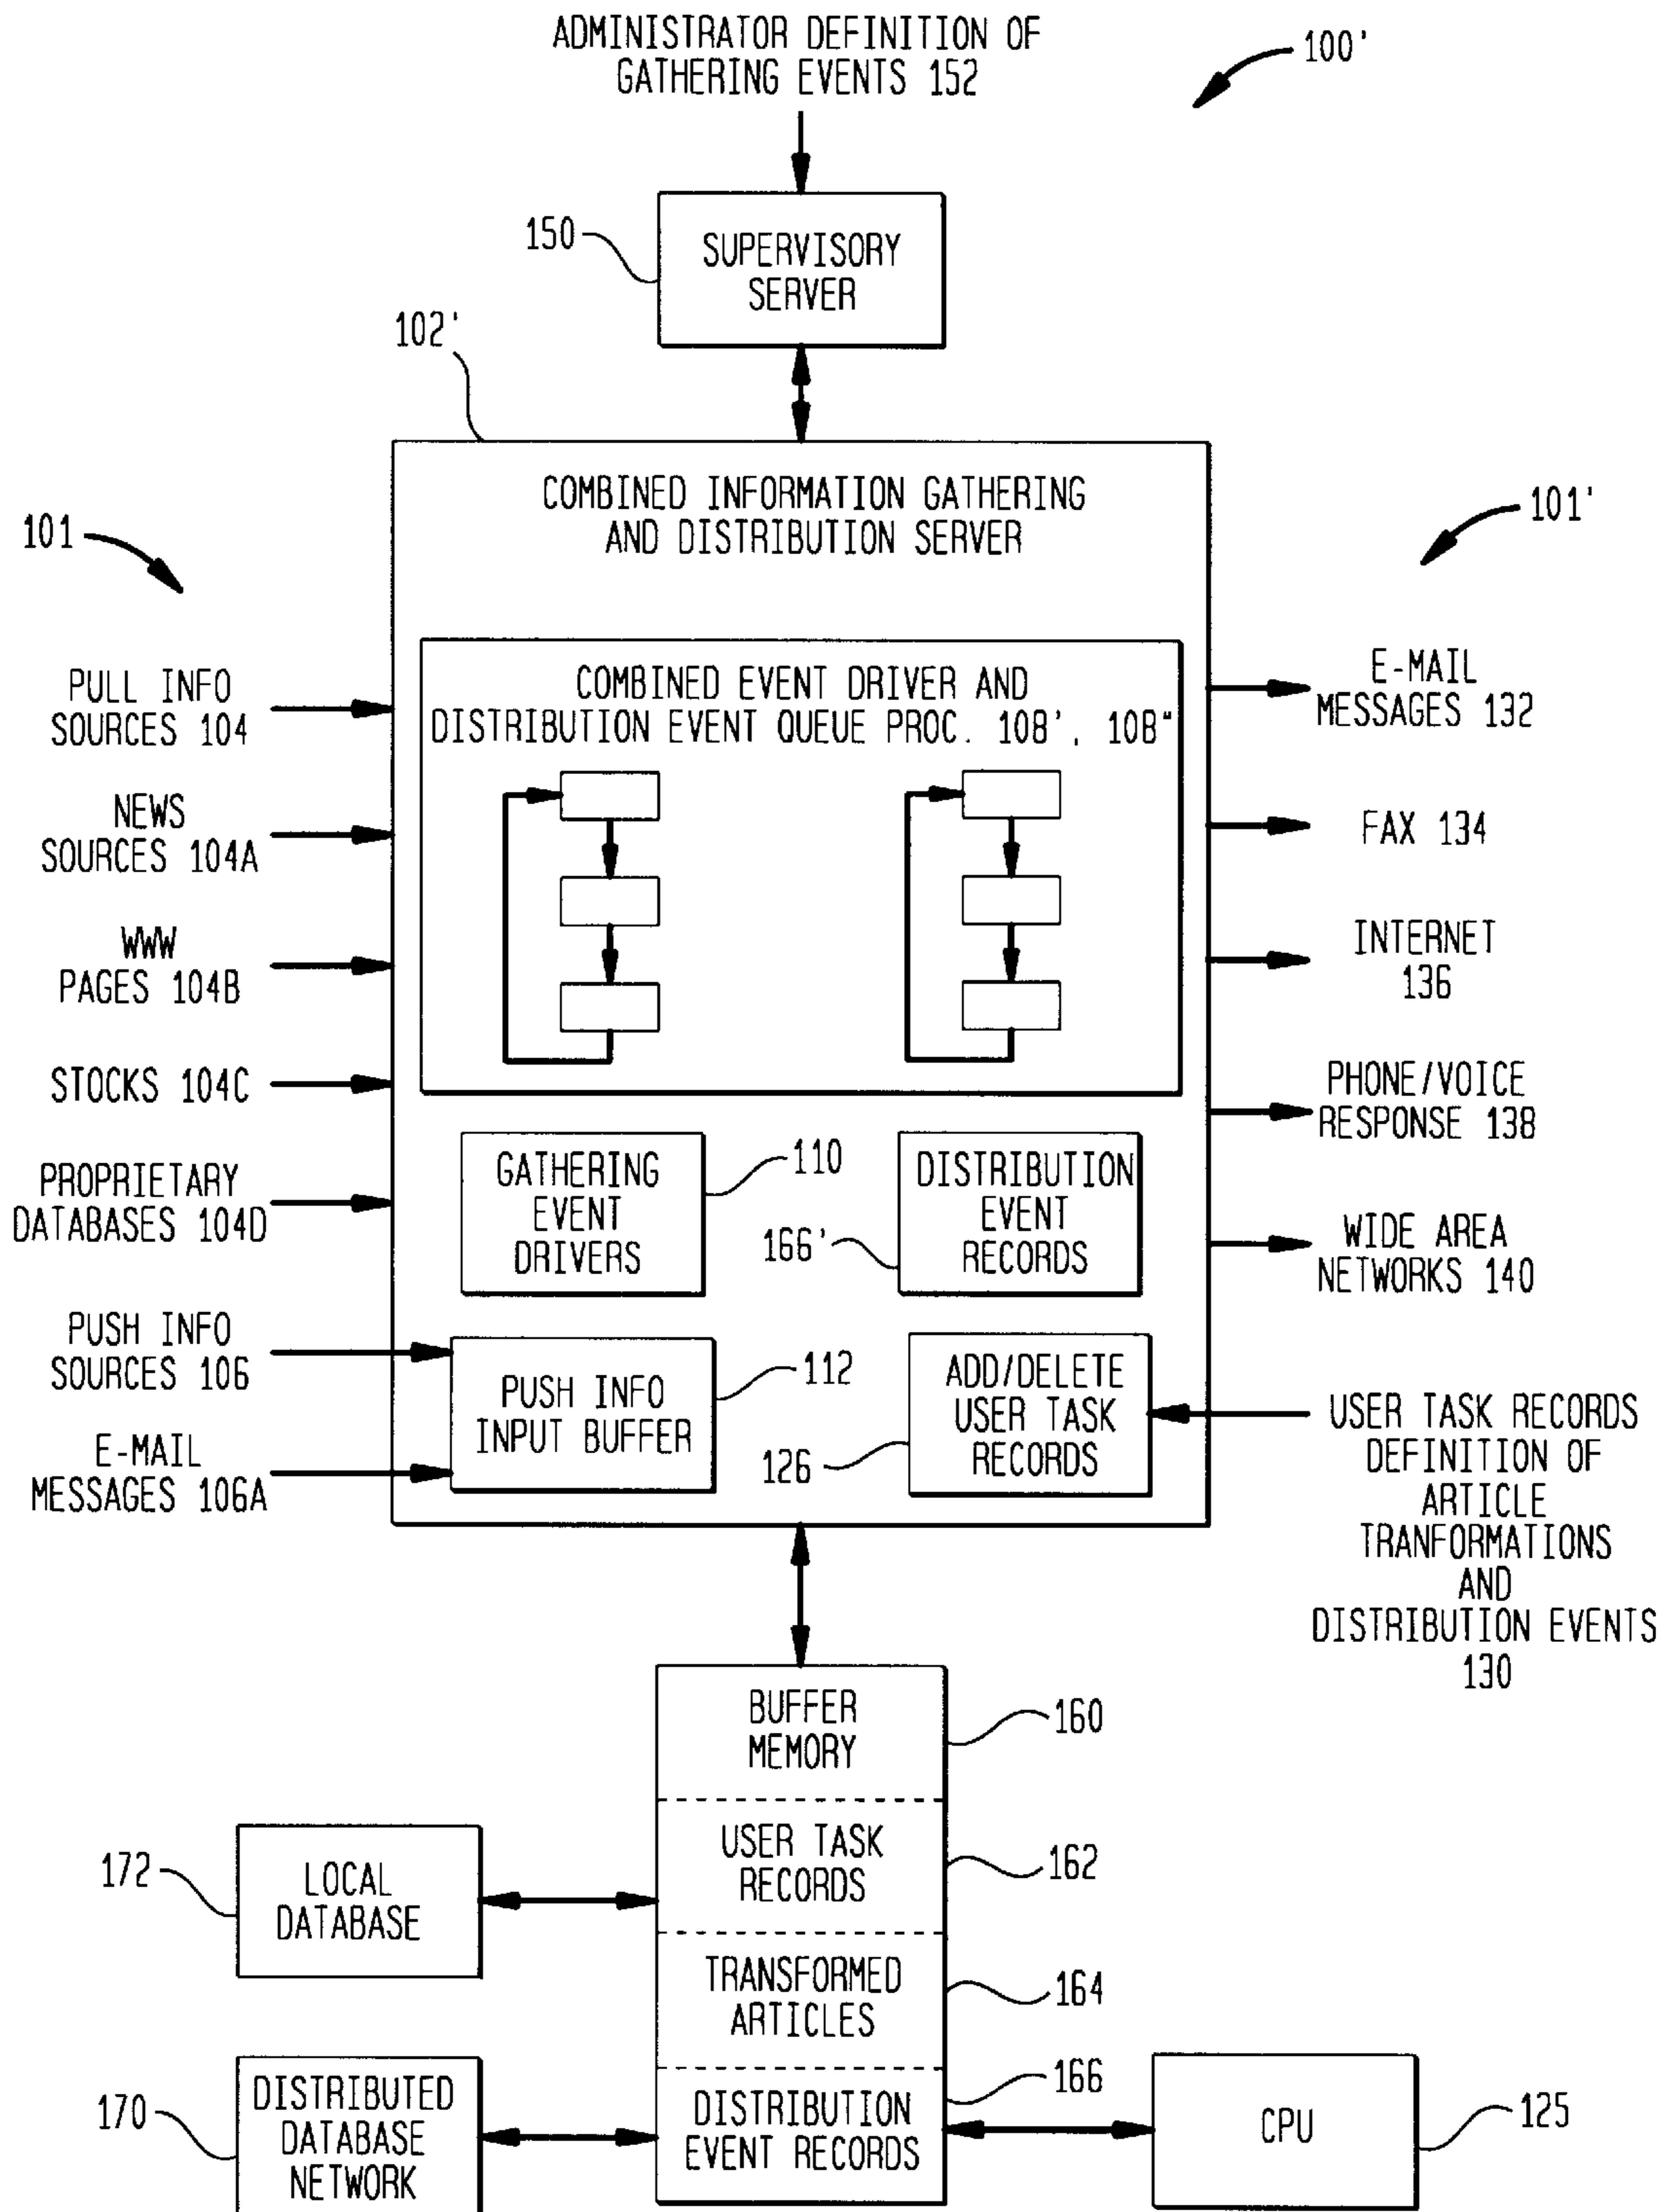 ADMINISTRATOR DEFINITION OF
GATHERING EVENTS 152
100'
150
SUPERVISORY
SERVER
102'
COMBINED INFORMATION GATHERING
AND DISTRIBUTION SERVER
101
101'
COMBINED EVENT DRIVER AND
DISTRIBUTION EVENT QUEUE PROC. 108', 108"
PULL INFO
SOURCES 104
NEWS
SOURCES 104A
WWW
PAGES 104B
STOCKS 104C
PROPRIETARY
DATABASES 104D
PUSH INFO
SOURCES 106
E-MAIL
MESSAGES 106A
E-MAIL
MESSAGES 132
FAX 134
INTERNET
136
PHONE/VOICE
RESPONSE 138
WIDE AREA
NETWORKS 140
GATHERING
EVENT
DRIVERS
110
DISTRIBUTION
EVENT
RECORDS
166'
PUSH INFO
INPUT BUFFER
112
ADD/DELETE
USER TASK
RECORDS
126
USER TASK RECORDS
DEFINITION OF
ARTICLE
TRANFORMATIONS
AND
DISTRIBUTION EVENTS
130
BUFFER
MEMORY
160
USER TASK
RECORDS
162
TRANSFORMED
ARTICLES
164
DISTRIBUTION
EVENT RECORDS
166
172
LOCAL
DATABASE
170
DISTRIBUTED
DATABASE
NETWORK
CPU
125